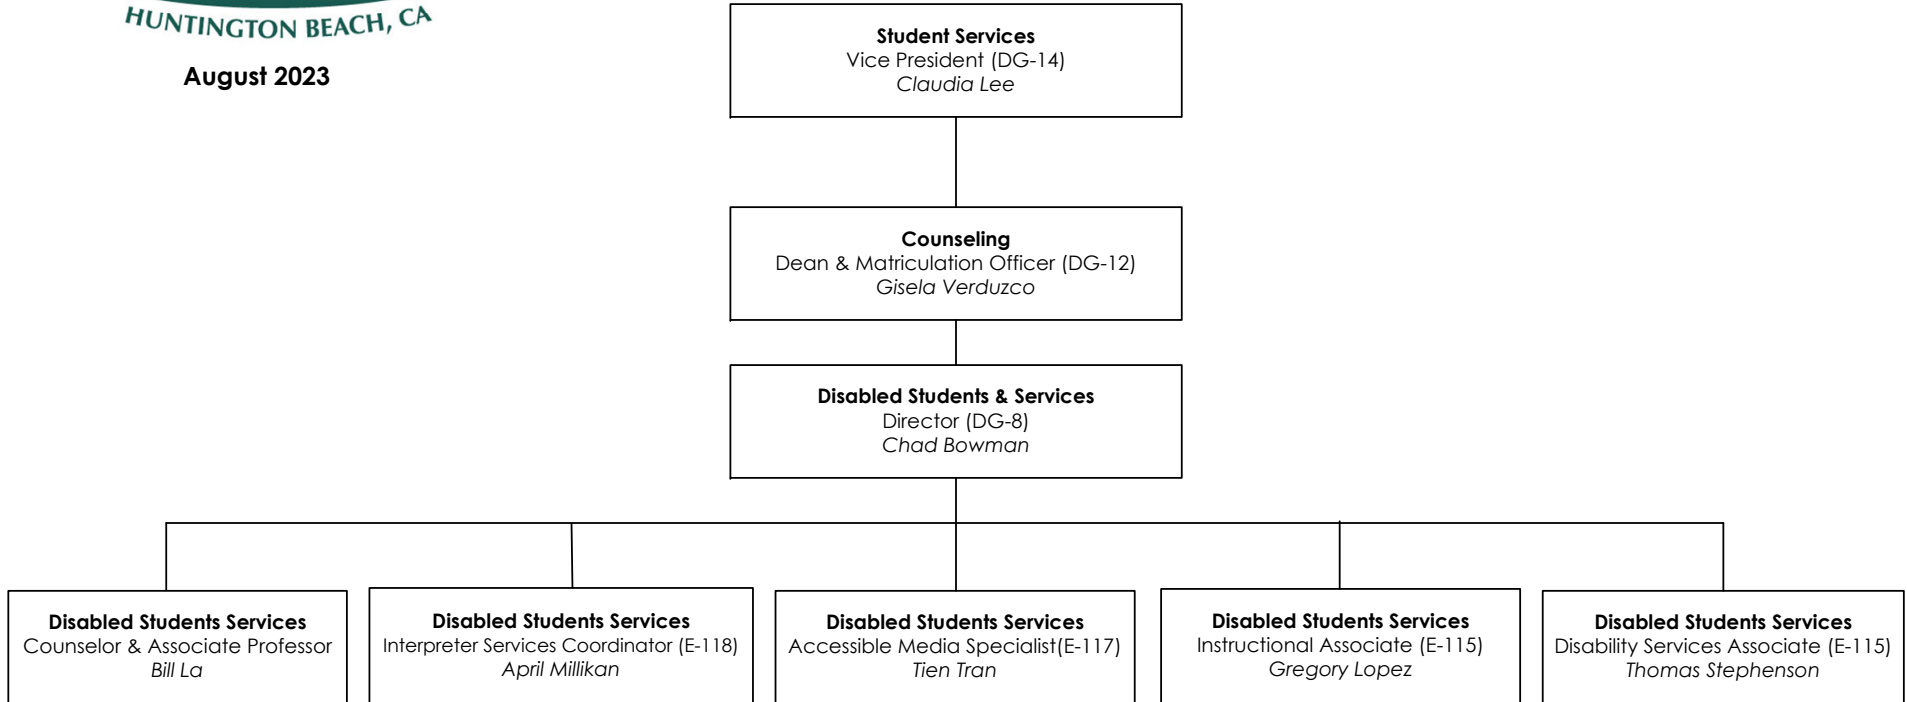 HUNTINGTON BEACH, CA
August 2023
Student Services
Vice President (DG-14)
Claudia Lee
Counseling
Dean & Matriculation Officer (DG-12)
Gisela Verduzco
Disabled Students & Services
Director (DG-8)
Chad Bowman
Disabled Students Services
Counselor & Associate Professor
Bill La
Disabled Students Services
Interpreter Services Coordinator (E-118)
April Millikan
Disabled Students Services
Accessible Media Specialist(E-117)
Tien Tran
Disabled Students Services
Instructional Associate (E-115)
Gregory Lopez
Disabled Students Services
Disability Services Associate (E-115)
Thomas Stephenson